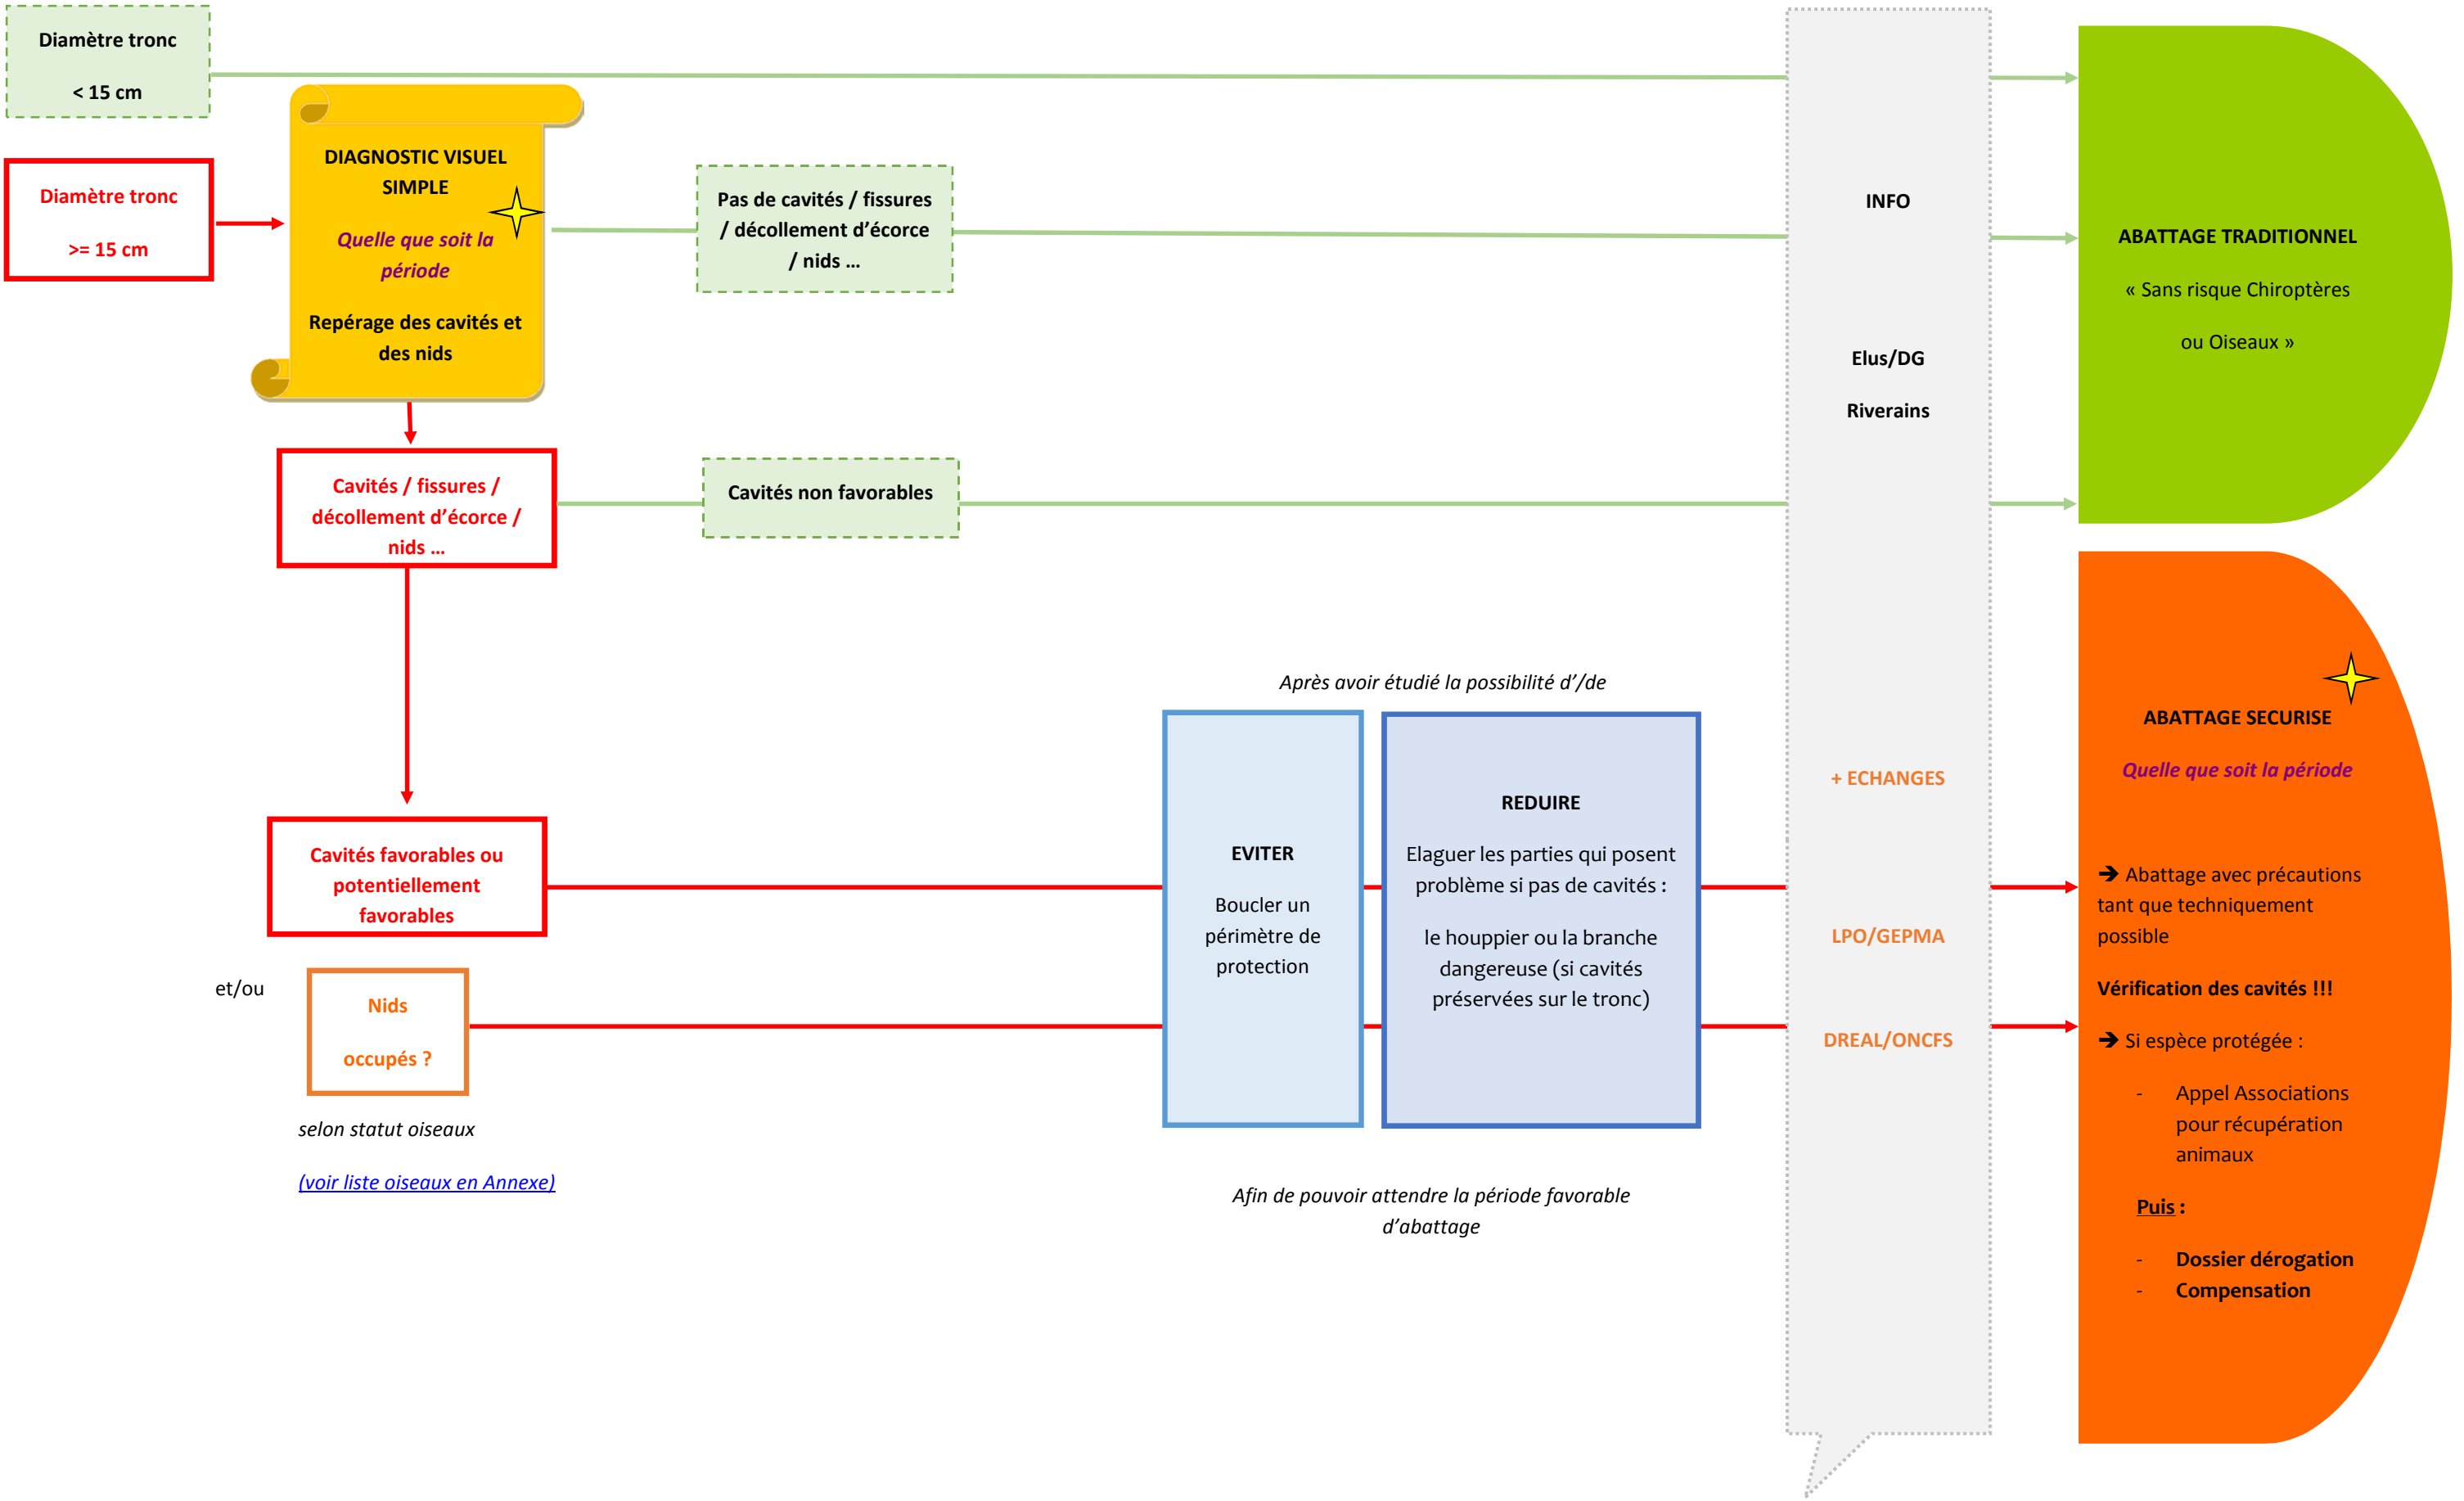 Diamètre tronc
< 15 cm
Diamètre tronc
>= 15 cm
DIAGNOSTIC VISUEL
SIMPLE
Quelle que soit la
période
Repérage des cavités et
des nids
Pas de cavités / fissures
/ décollement d’écorce
/ nids …
Cavités / fissures /
décollement d’écorce /
nids …
Cavités non favorables
Cavités favorables ou
potentiellement
favorables
et/ou
Nids
occupés ?
selon statut oiseaux
(voir liste oiseaux en Annexe)
Après avoir étudié la possibilité d’/de
EVITER
Boucler un
périmètre de
protection
REDUIRE
Elaguer les parties qui posent
problème si pas de cavités :
le houppier ou la branche
dangereuse (si cavités
préservées sur le tronc)
Afin de pouvoir attendre la période favorable
d’abattage
INFO
Elus/DG
Riverains
+ ECHANGES
LPO/GEPMA
DREAL/ONCFS
ABATTAGE TRADITIONNEL
« Sans risque Chiroptères
ou Oiseaux »
ABATTAGE SECURISE
Quelle que soit la période
➔ Abattage avec précautions
tant que techniquement
possible
Vérification des cavités !!!
➔ Si espèce protégée :
- Appel Associations
pour récupération
animaux
Puis :
- Dossier dérogation
- Compensation